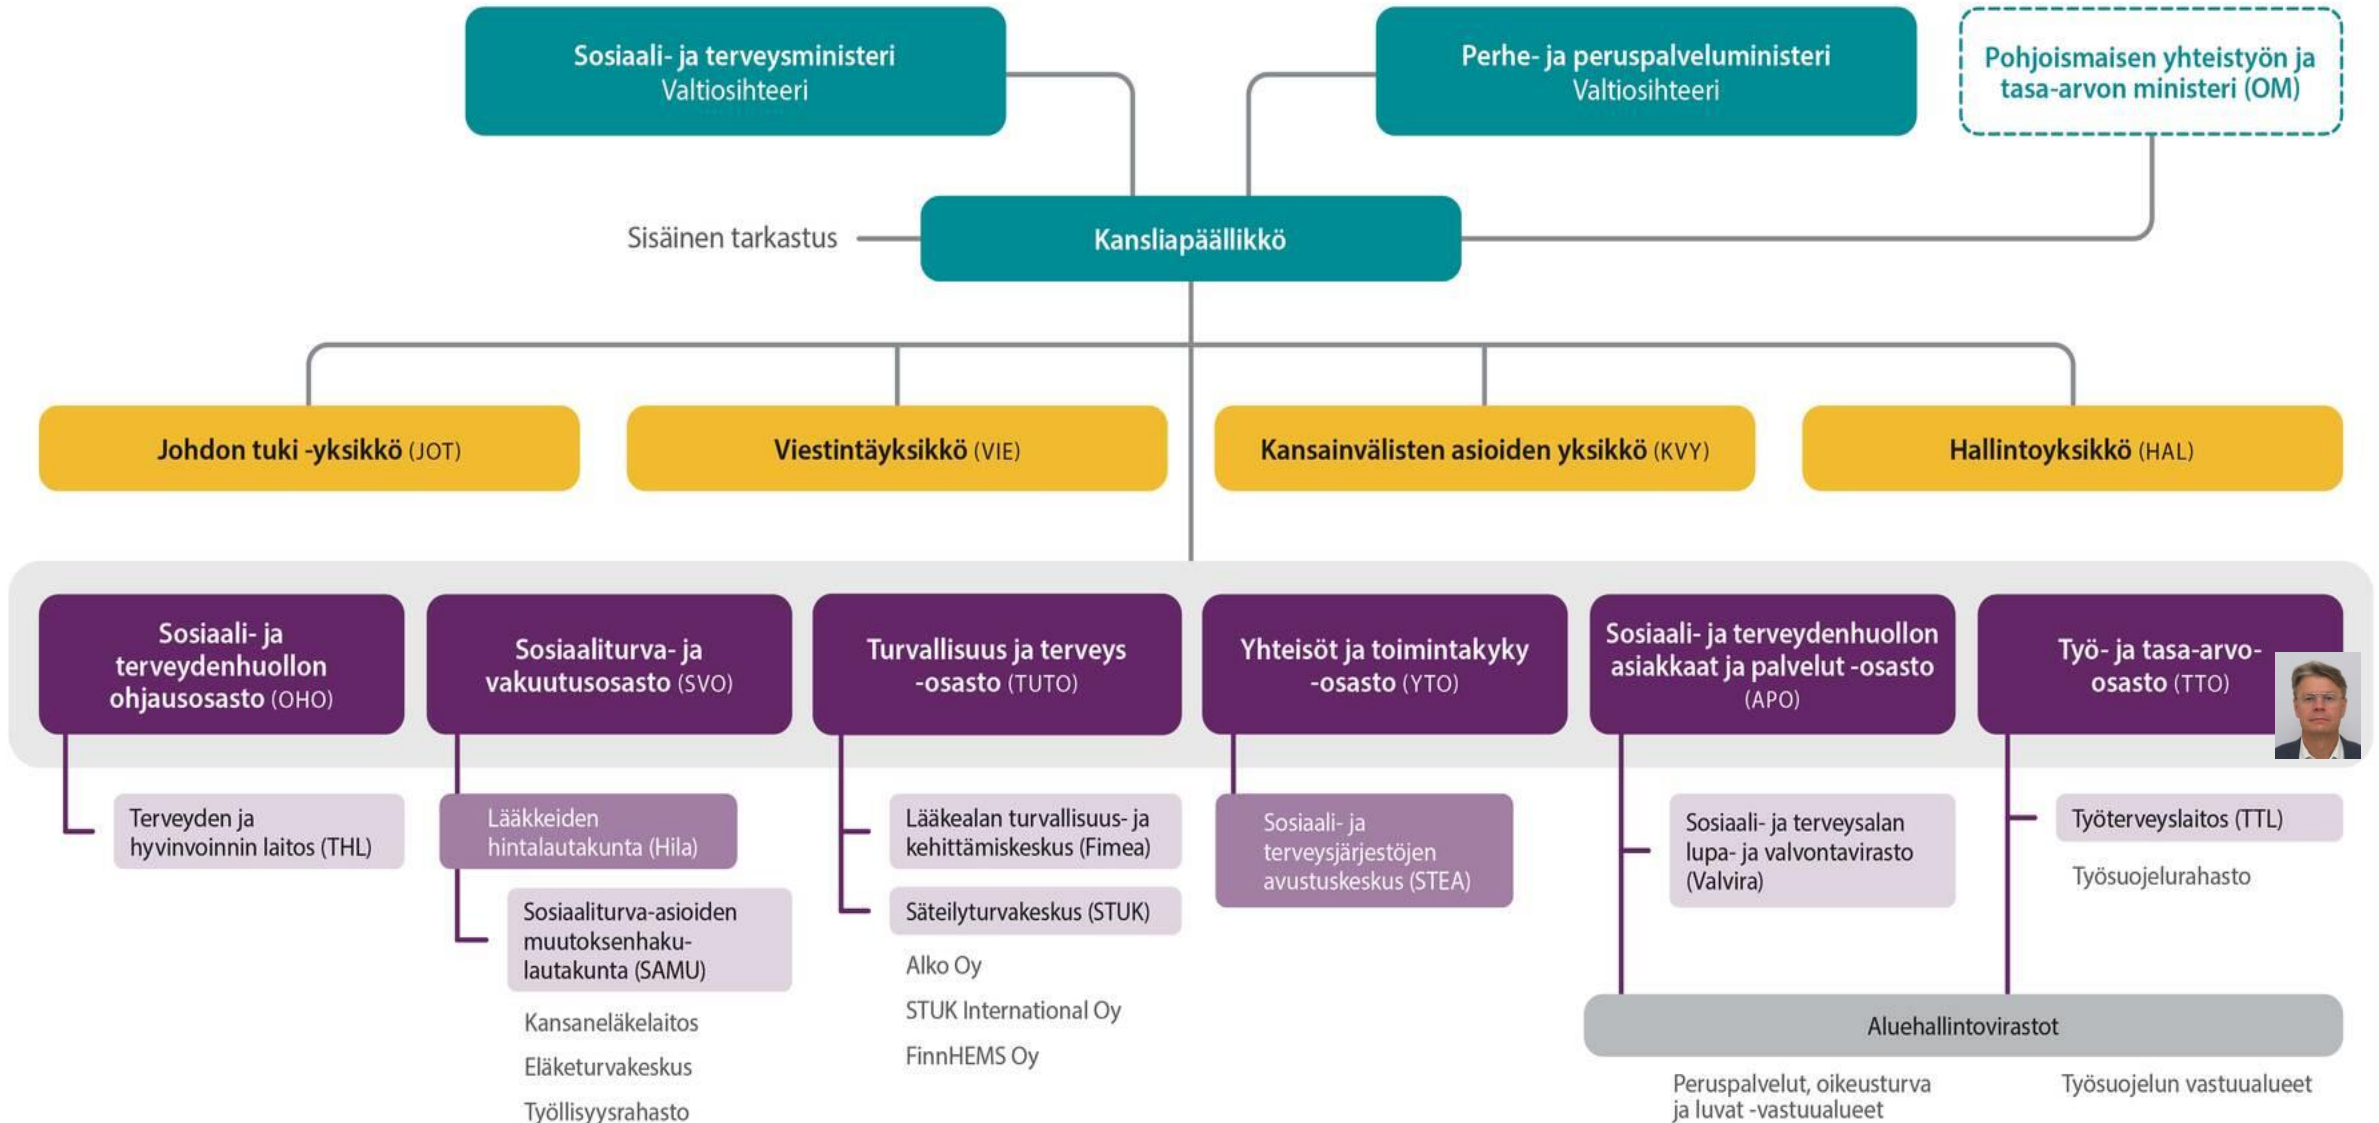 Sosiaali- ja terveysministeri
Valtiosihteeri
Perhe- ja peruspalveluministeri
Valtiosihteeri
Pohjoismaisen yhteistyön ja
tasa-arvon ministeri (OM)
Sisäinen tarkastus
Kansliapäällikkö
Johdon tuki -yksikkö (JOT)
Viestintäyksikkö (VIE)
Kansainvälisten asioiden yksikkö (KVY)
Hallintoyksikkö (HAL)
Sosiaali- ja
terveydenhuollon
ohjausosasto (OHO)
Sosiaaliturva- ja
vakuutusosasto (SVO)
Turvallisuus ja terveys
-osasto (TUTO)
Yhteisöt ja toimintakyky
-osasto (YTO)
Sosiaali- ja terveydenhuollon
asiakkaat ja palvelut -osasto
(APO)
Työ- ja tasa-arvo-
osasto (TTO)
Terveyden ja
hyvinvoinnin laitos (THL)
Lääkkeiden
hintalautakunta (Hila)
Sosiaaliturva-asioiden
muutoksenhaku-
lautakunta (SAMU)
Kansaneläkelaitos
Eläketurvakeskus
Työllisyysrahasto
Lääkealan turvallisuus- ja
kehittämiskeskus (Fimea)
Säteilyturvakeskus (STUK)
Alko Oy
STUK International Oy
FinnHEMS Oy
Sosiaali- ja
terveysjärjestöjen
avustuskeskus (STEA)
Sosiaali- ja terveysalan
lupa- ja valvontavirasto
(Valvira)
Työterveyslaitos (TTL)
Työsuojelurahasto
Aluehallintovirastot
Peruspalvelut, oikeusturva
ja luvat -vastuualueet
Työsuojelun vastuualueet